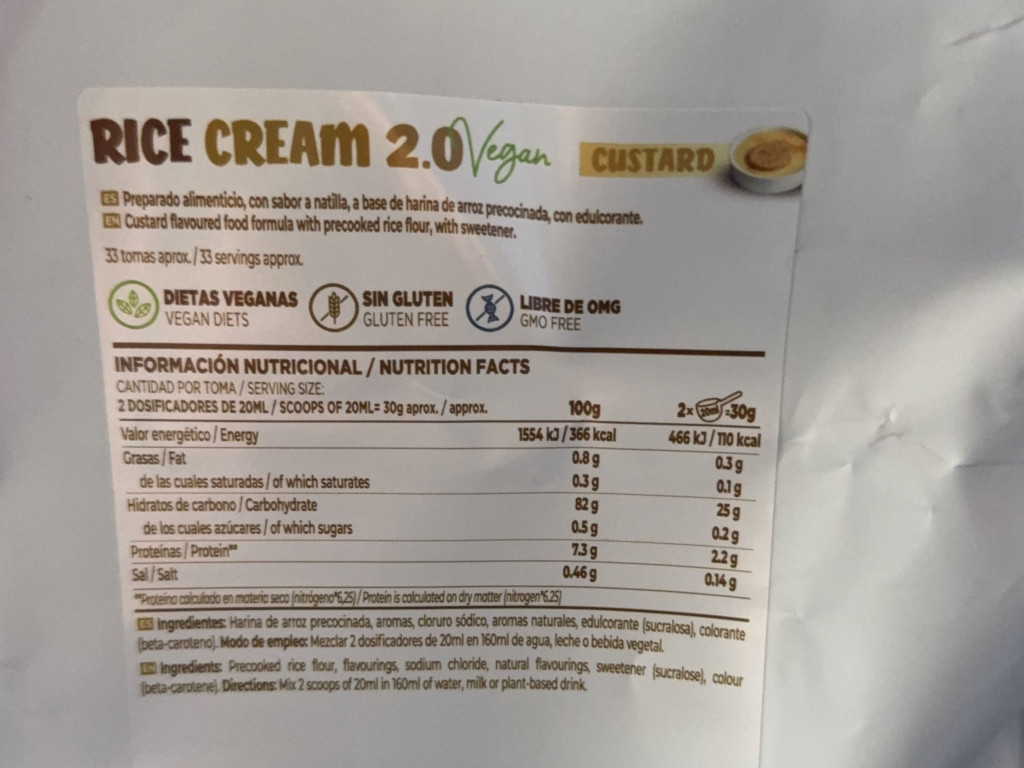 RICE CREAM 2.0 Vegan CUSTARD
ES Preparado alimenticio, con sabor a natilla, a base de harina de arroz precocinada, con edulcorante.
EN Custard flavoured food formula with precooked rice flour, with sweetener.
33 tomas aprox. / 33 servings approx.
DIETAS VEGANAS
VEGAN DIETS
SIN GLUTEN
GLUTEN FREE
LIBRE DE OMG
GMO FREE
INFORMACIÓN NUTRICIONAL / NUTRITION FACTS
CANTIDAD POR TOMA / SERVING SIZE:
2 DOSIFICADORES DE 20ML / SCOOPS OF 20ML= 30g aprox. / approx. 100g 2x 20ml =30g
Valor energético / Energy 1554 kJ / 366 kcal 466 kJ / 110 kcal
Grasas / Fat 0.8 g 0.3 g
de las cuales saturadas / of which saturates 0.3 g 0.1 g
Hidratos de carbono / Carbohydrate 82 g 25 g
de los cuales azúcares / of which sugars 0.5 g 0.2 g
Proteínas / Protein** 7.3 g 2.2 g
Sal / Salt 0.46 g 0.14 g
**Proteína calculada en materia seca (nitrógeno*6,25) / Protein is calculated on dry matter (nitrogen*6.25)
ES Ingredientes: Harina de arroz precocinada, aromas, cloruro sódico, aromas naturales, edulcorante (sucralosa), colorante
(beta-caroteno). Modo de empleo: Mezclar 2 dosificadores de 20ml en 160ml de agua, leche o bebida vegetal.
EN Ingredients: Precooked rice flour, flavourings, sodium chloride, natural flavourings, sweetener (sucralose), colour
(beta-carotene). Directions: Mix 2 scoops of 20ml in 160ml of water, milk or plant-based drink.